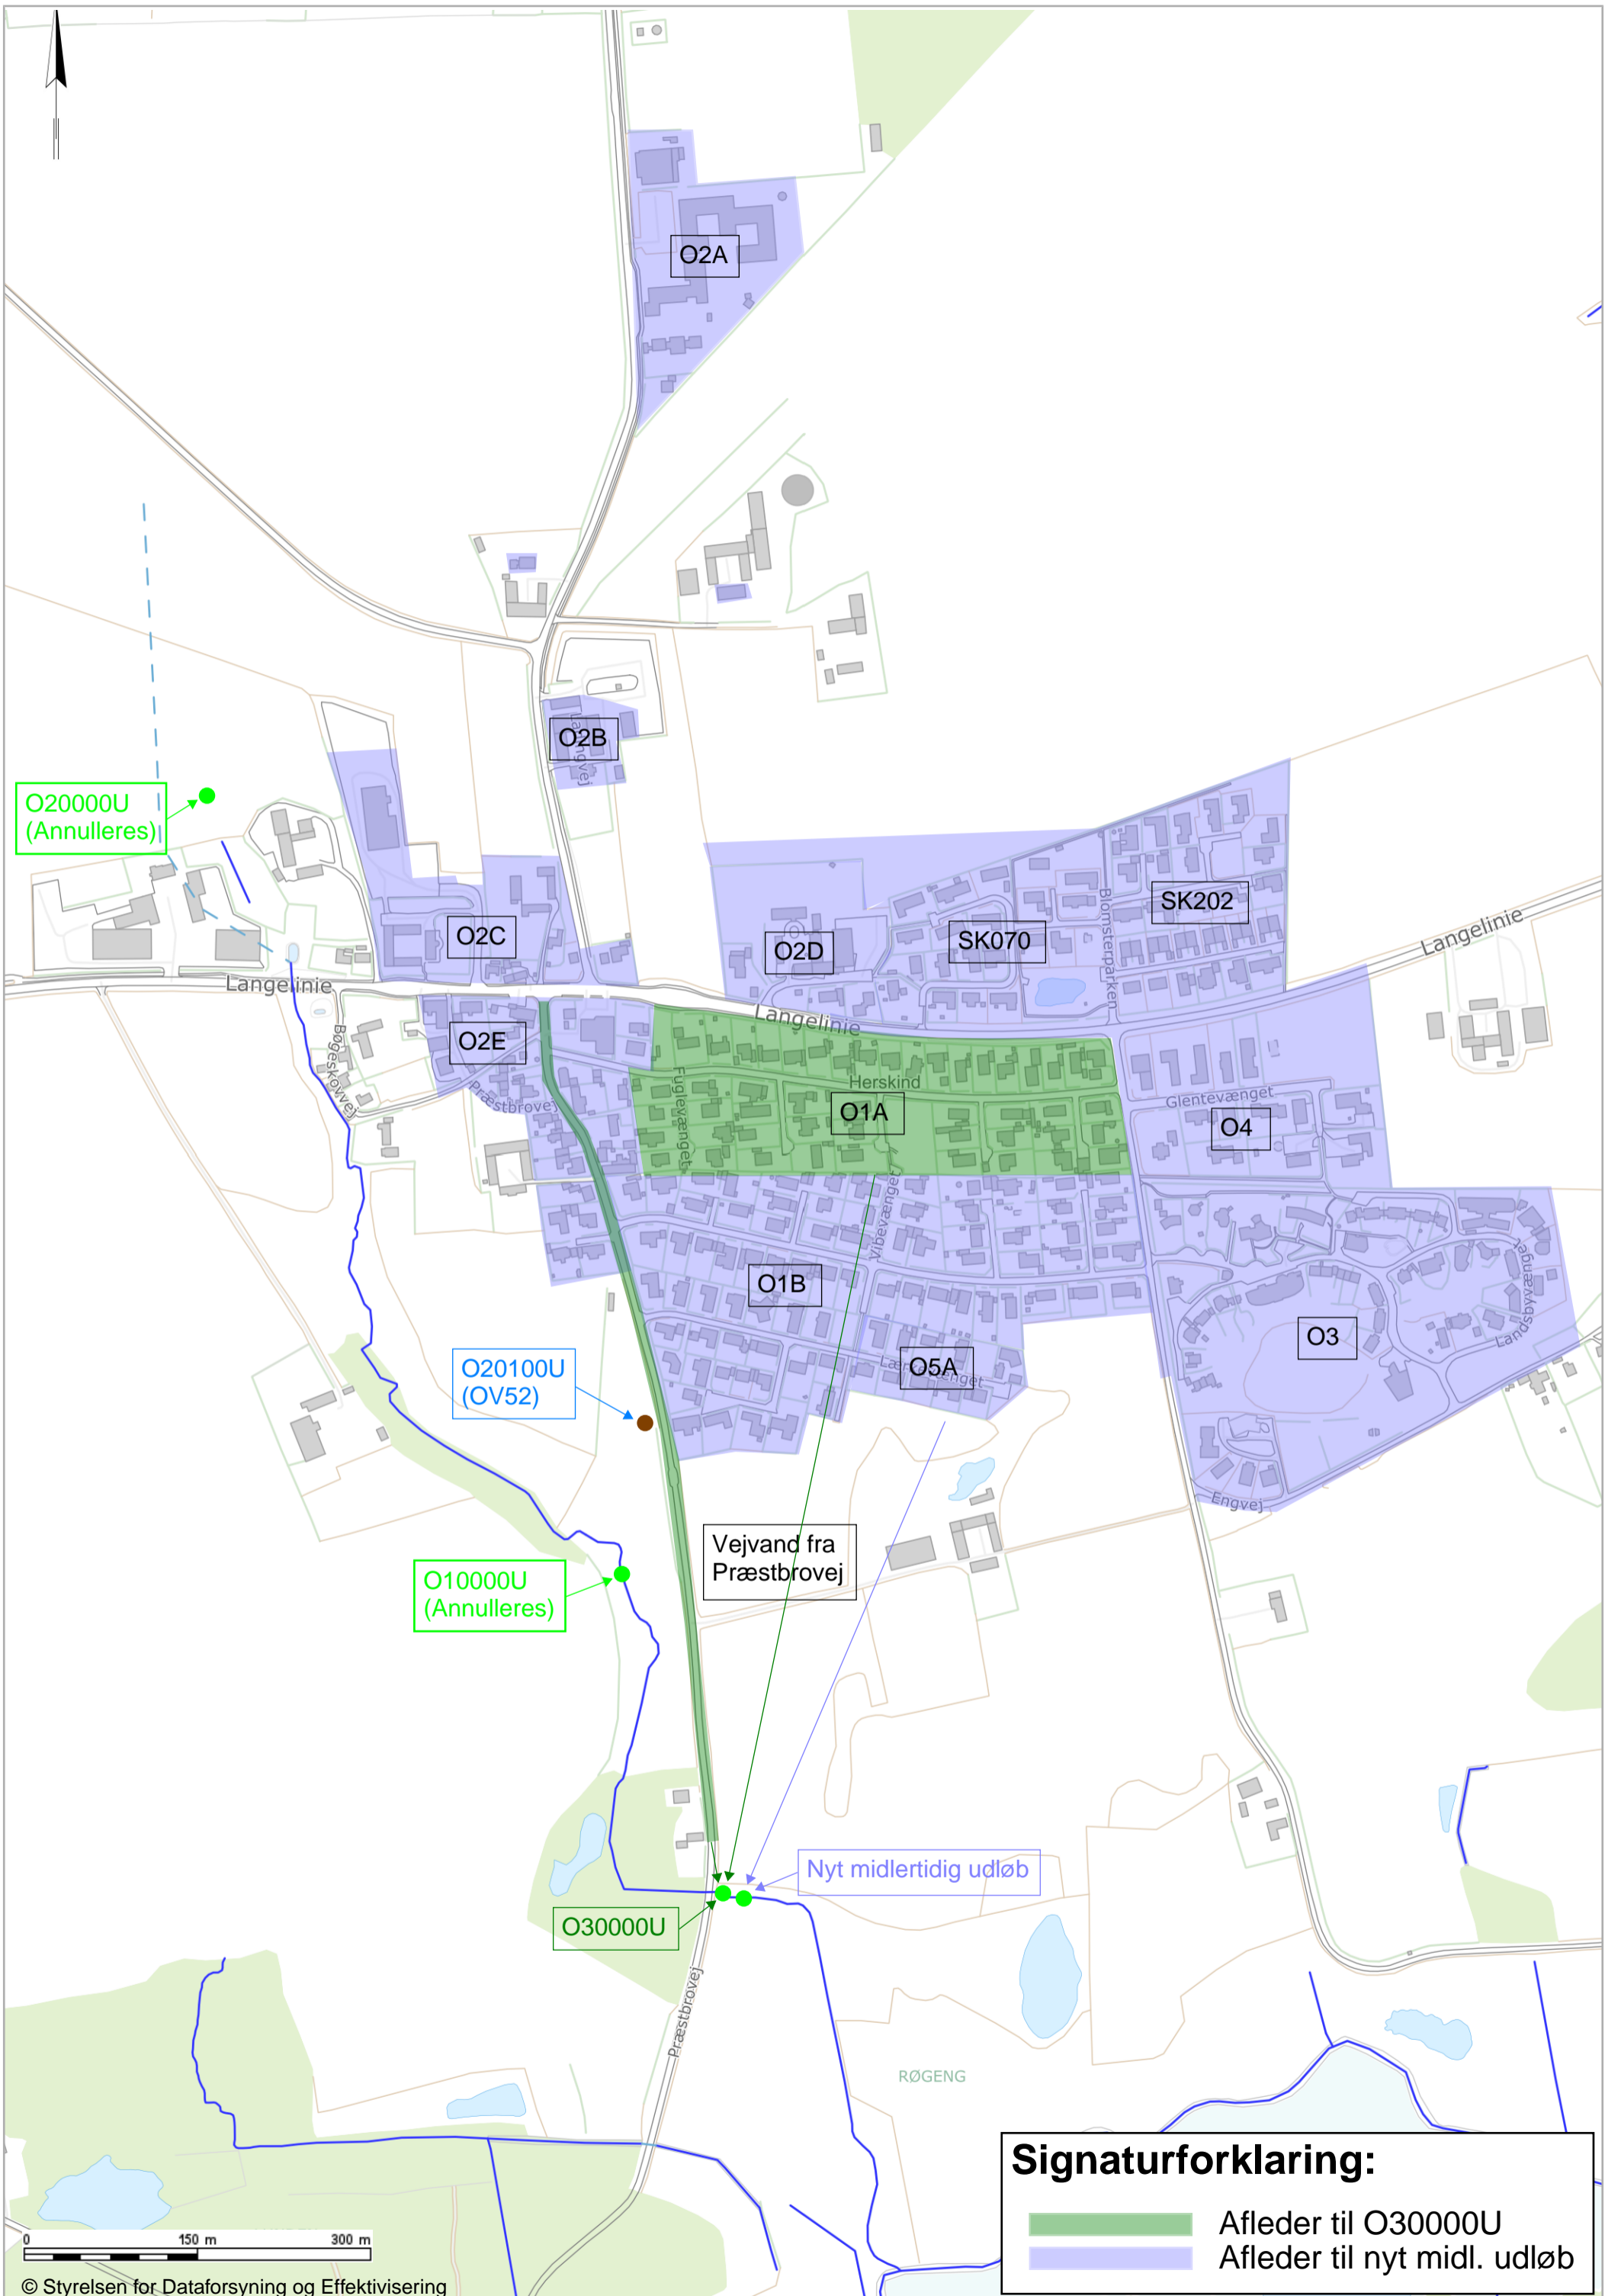 O2A
O2B
Langvej
O20000U
(Annulleres)
O2C
O2D
SK070
SK202
Blomsterparken
Langelinie
Langelinie
Langelinie
O2E
Bøgeskovvej
Præstbrovej
Fuglevænget
Herskind
O1A
Glentevænget
O4
Vibevænget
O1B
O5A
O3
Landsbyvænget
O20100U
(OV52)
Engvej
Vejvand fra
Præstbrovej
O10000U
(Annulleres)
Nyt midlertidig udløb
O30000U
Præstbrovej
RØGENG
Signaturforklaring:
Afleder til O30000U
Afleder til nyt midl. udløb
0 150 m 300 m
© Styrelsen for Dataforsyning og Effektivisering